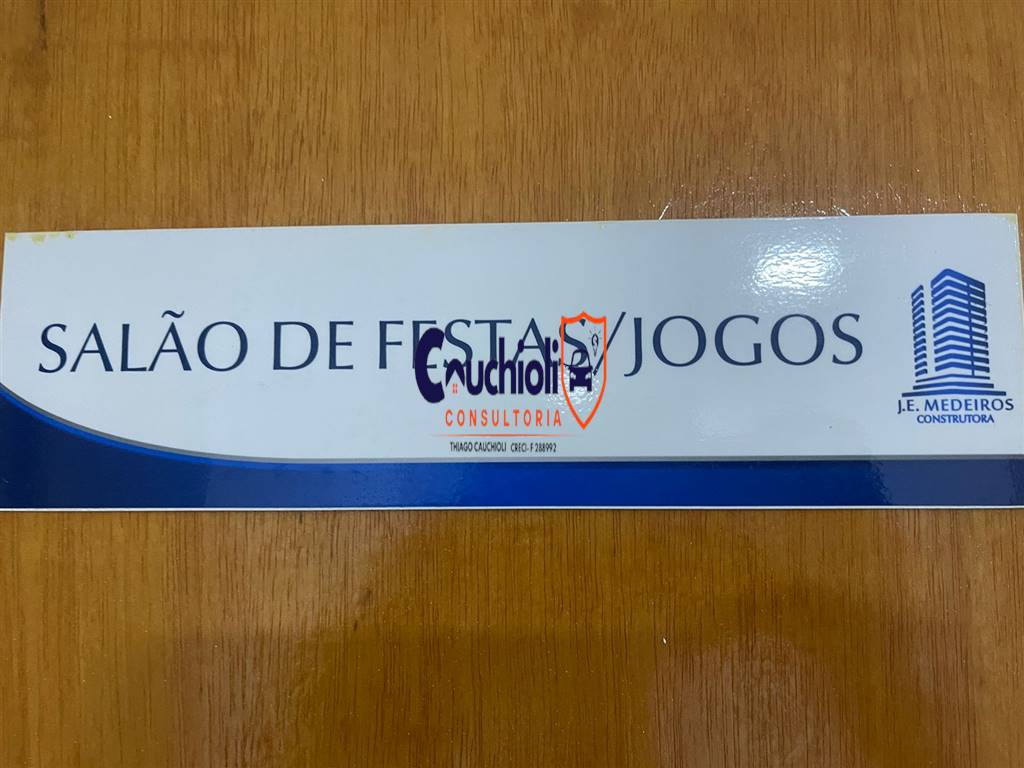 SALÃO DE FESTAS/JOGOS
Cauchioli
CONSULTORIA
THIAGO CAUCHIOLI CRECI-F 288992
J.E. MEDEIROS
CONSTRUTORA